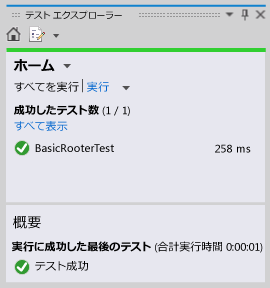 テスト エクスプローラー
ホーム
すべてを実行 | 実行
成功したテスト数 (1 / 1)
すべて表示
BasicRooterTest 258 ms
概要
実行に成功した最後のテスト (合計実行時間 0:00:01)
テスト成功